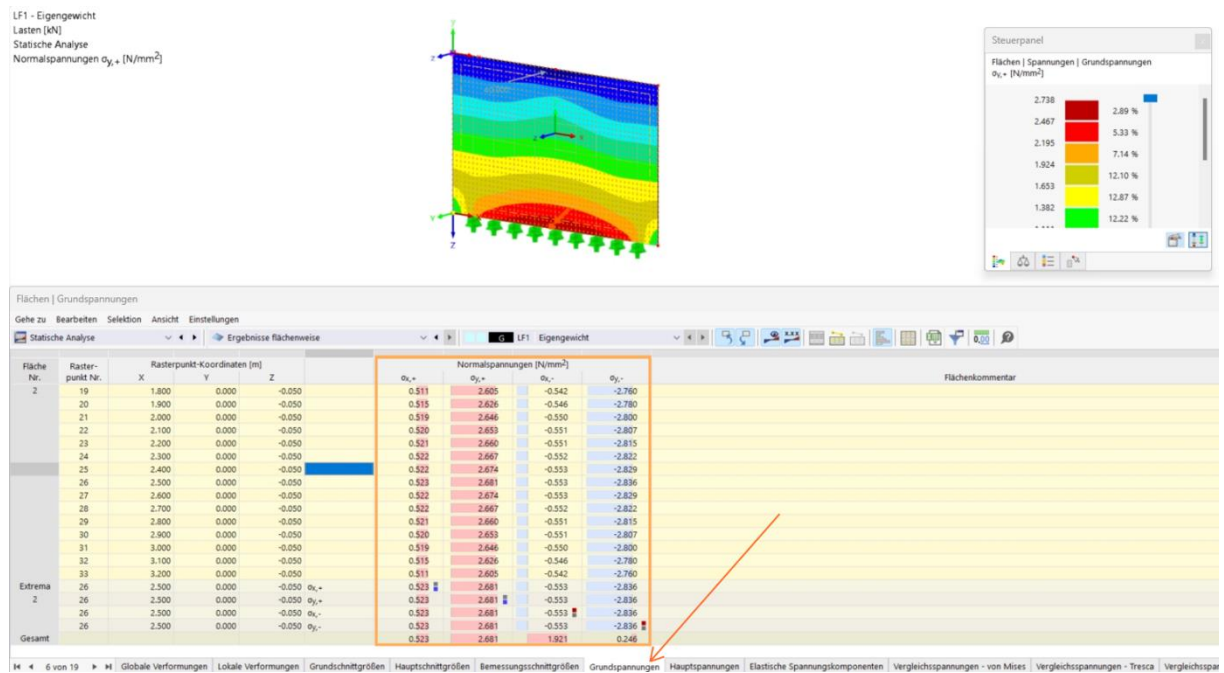 LF1 - Eigengewicht
Lasten [kN]
Statische Analyse
Normalspannungen σy,+ [N/mm²]
Steuerpanel
Flächen | Spannungen | Grundspannungen
σy,+ [N/mm²]
2.738
2.89 %
2.467
5.33 %
2.195
7.14 %
1.924
12.10 %
1.653
12.87 %
1.382
12.22 %
Flächen | Grundspannungen
Gehe zu Bearbeiten Selektion Ansicht Einstellungen
Statische Analyse Ergebnisse flächenweise G LF1 Eigengewicht
Fläche Raster- Rasterpunkt-Koordinaten [m] Normalspannungen [N/mm²]
Nr. punkt Nr. X Y Z σx,+ σy,+ σx,- σy,- Flächenkommentar
2 19 1.800 0.000 -0.050 0.511 2.605 -0.542 -2.760
20 1.900 0.000 -0.050 0.515 2.626 -0.546 -2.780
21 2.000 0.000 -0.050 0.519 2.646 -0.550 -2.800
22 2.100 0.000 -0.050 0.520 2.653 -0.551 -2.807
23 2.200 0.000 -0.050 0.521 2.660 -0.551 -2.815
24 2.300 0.000 -0.050 0.522 2.667 -0.552 -2.822
25 2.400 0.000 -0.050 0.522 2.674 -0.553 -2.829
26 2.500 0.000 -0.050 0.523 2.681 -0.553 -2.836
27 2.600 0.000 -0.050 0.522 2.674 -0.553 -2.829
28 2.700 0.000 -0.050 0.522 2.667 -0.552 -2.822
29 2.800 0.000 -0.050 0.521 2.660 -0.551 -2.815
30 2.900 0.000 -0.050 0.520 2.653 -0.551 -2.807
31 3.000 0.000 -0.050 0.519 2.646 -0.550 -2.800
32 3.100 0.000 -0.050 0.515 2.626 -0.546 -2.780
33 3.200 0.000 -0.050 0.511 2.605 -0.542 -2.760
Extrema 26 2.500 0.000 -0.050 σx,+ 0.523 2.681 -0.553 -2.836
2 26 2.500 0.000 -0.050 σy,+ 0.523 2.681 -0.553 -2.836
26 2.500 0.000 -0.050 σx,- 0.523 2.681 -0.553 -2.836
26 2.500 0.000 -0.050 σy,- 0.523 2.681 -0.553 -2.836
Gesamt 0.523 2.681 1.921 0.246
6 von 19 Globale Verformungen Lokale Verformungen Grundschnittgrößen Hauptschnittgrößen Bemessungsschnittgrößen Grundspannungen Hauptspannungen Elastische Spannungskomponenten Vergleichsspannungen - von Mises Vergleichsspannungen - Tresca Vergleichsspan